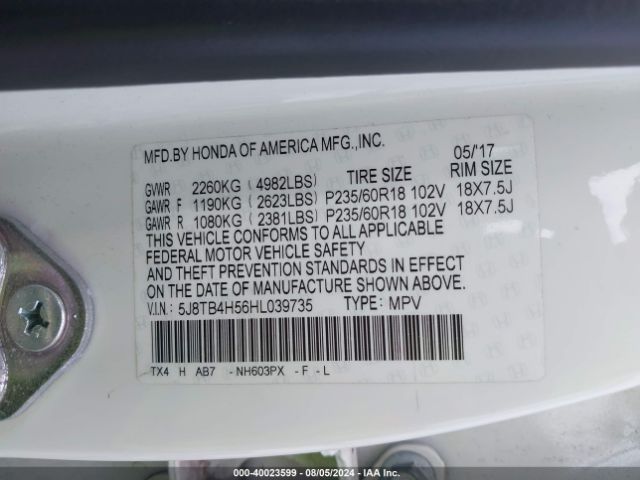 MFD.BY HONDA OF AMERICA MFG.,INC.
05/'17
GVWR 2260KG ( 4982LBS) TIRE SIZE RIM SIZE
GAWR F 1190KG ( 2623LBS) P235/60R18 102V 18X7.5J
GAWR R 1080KG ( 2381LBS) P235/60R18 102V 18X7.5J
THIS VEHICLE CONFORMS TO ALL APPLICABLE
FEDERAL MOTOR VEHICLE SAFETY
AND THEFT PREVENTION STANDARDS IN EFFECT
ON THE DATE OF MANUFACTURE SHOWN ABOVE.
V.I.N.: 5J8TB4H56HL039735 TYPE: MPV
TX4 H AB7 -NH603PX -F -L
000-40023599 - 08/05/2024 - IAA Inc.